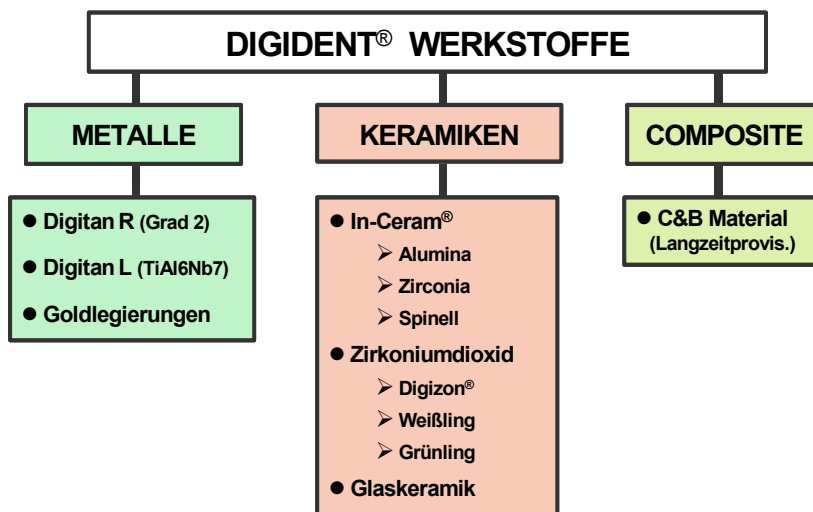 DIGIDENT® WERKSTOFFE
METALLE
● Digitan R (Grad 2)
● Digitan L (TiAl6Nb7)
● Goldlegierungen
KERAMIKEN
● In-Ceram®
➢ Alumina
➢ Zirconia
➢ Spinell
● Zirkoniumdioxid
➢ Digizon®
➢ Weißling
➢ Grünling
● Glaskeramik
COMPOSITE
● C&B Material
(Langzeitprovis.)